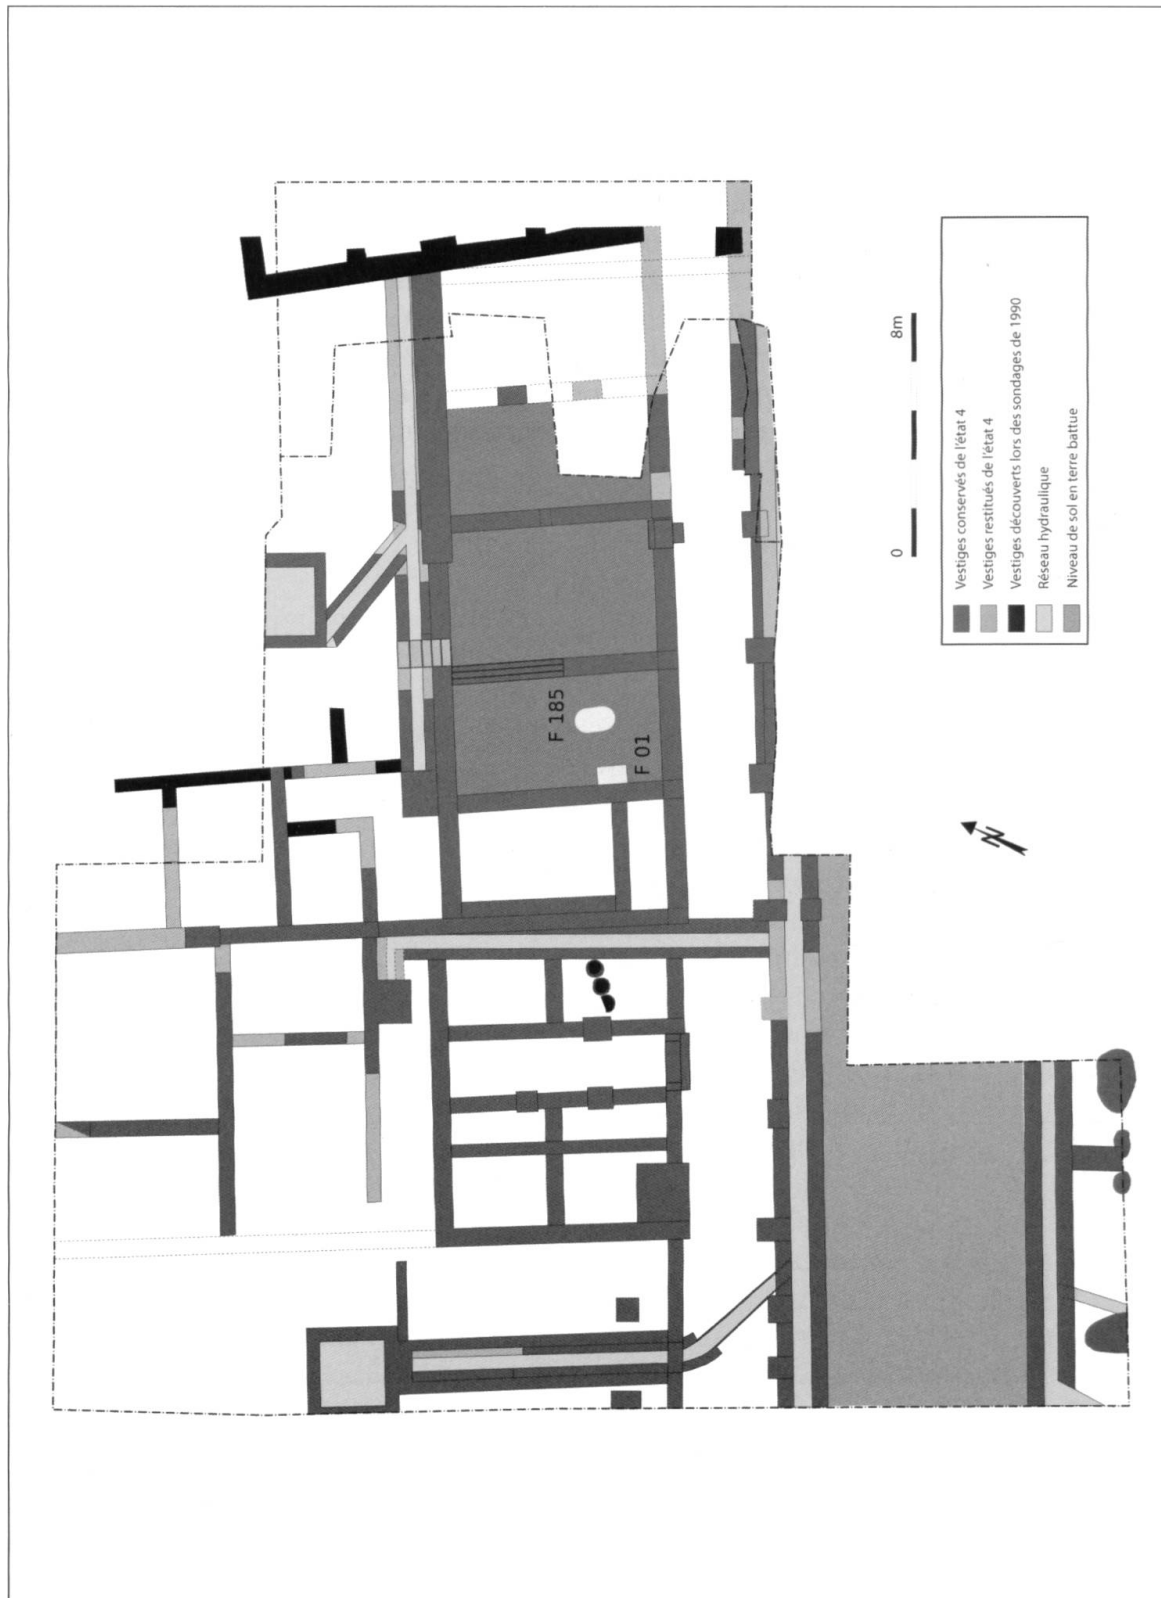 F 185
F 01
N
0 8m
Vestiges conservés de l'état 4
Vestiges restitués de l'état 4
Vestiges découverts lors des sondages de 1990
Réseau hydraulique
Niveau de sol en terre battue